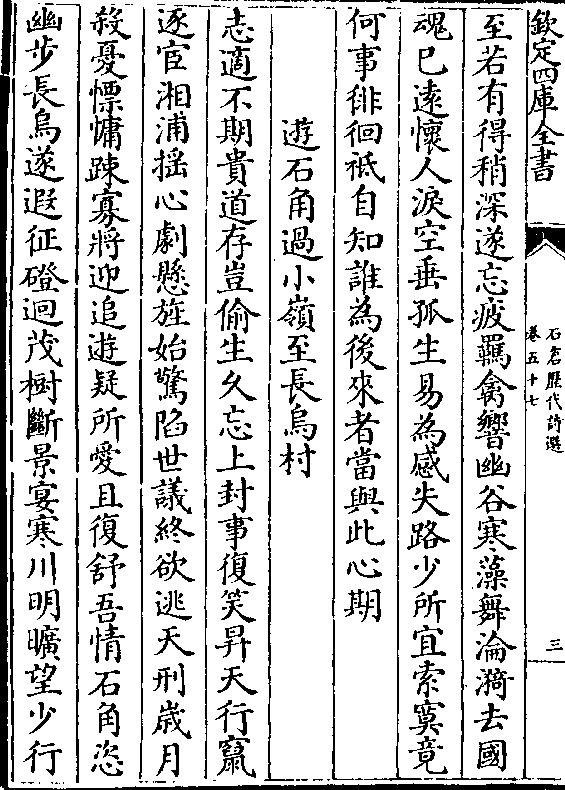 欽定四庫全書
石倉歷代詩選
卷五十七
三
至若有得稍深遂忘疲羈禽響幽谷寒藻舞淪漪去國
魂已遠懷人淚空垂孤生易為感失路少所宜索寞竟
何事徘徊祗自知誰為後來者當與此心期
遊石角過小嶺至長烏村
志適不期貴道存豈偷生久忘上封事復笑昇天行竄
逐宦湘浦揺心劇懸旌始驚陷世議終欲逃天刑歳月
殺憂慄慵踈寡將迎追遊疑所愛且復舒吾情石角恣
幽步長烏遂遐征磴迴茂樹斷景宴寒川明曠望少行